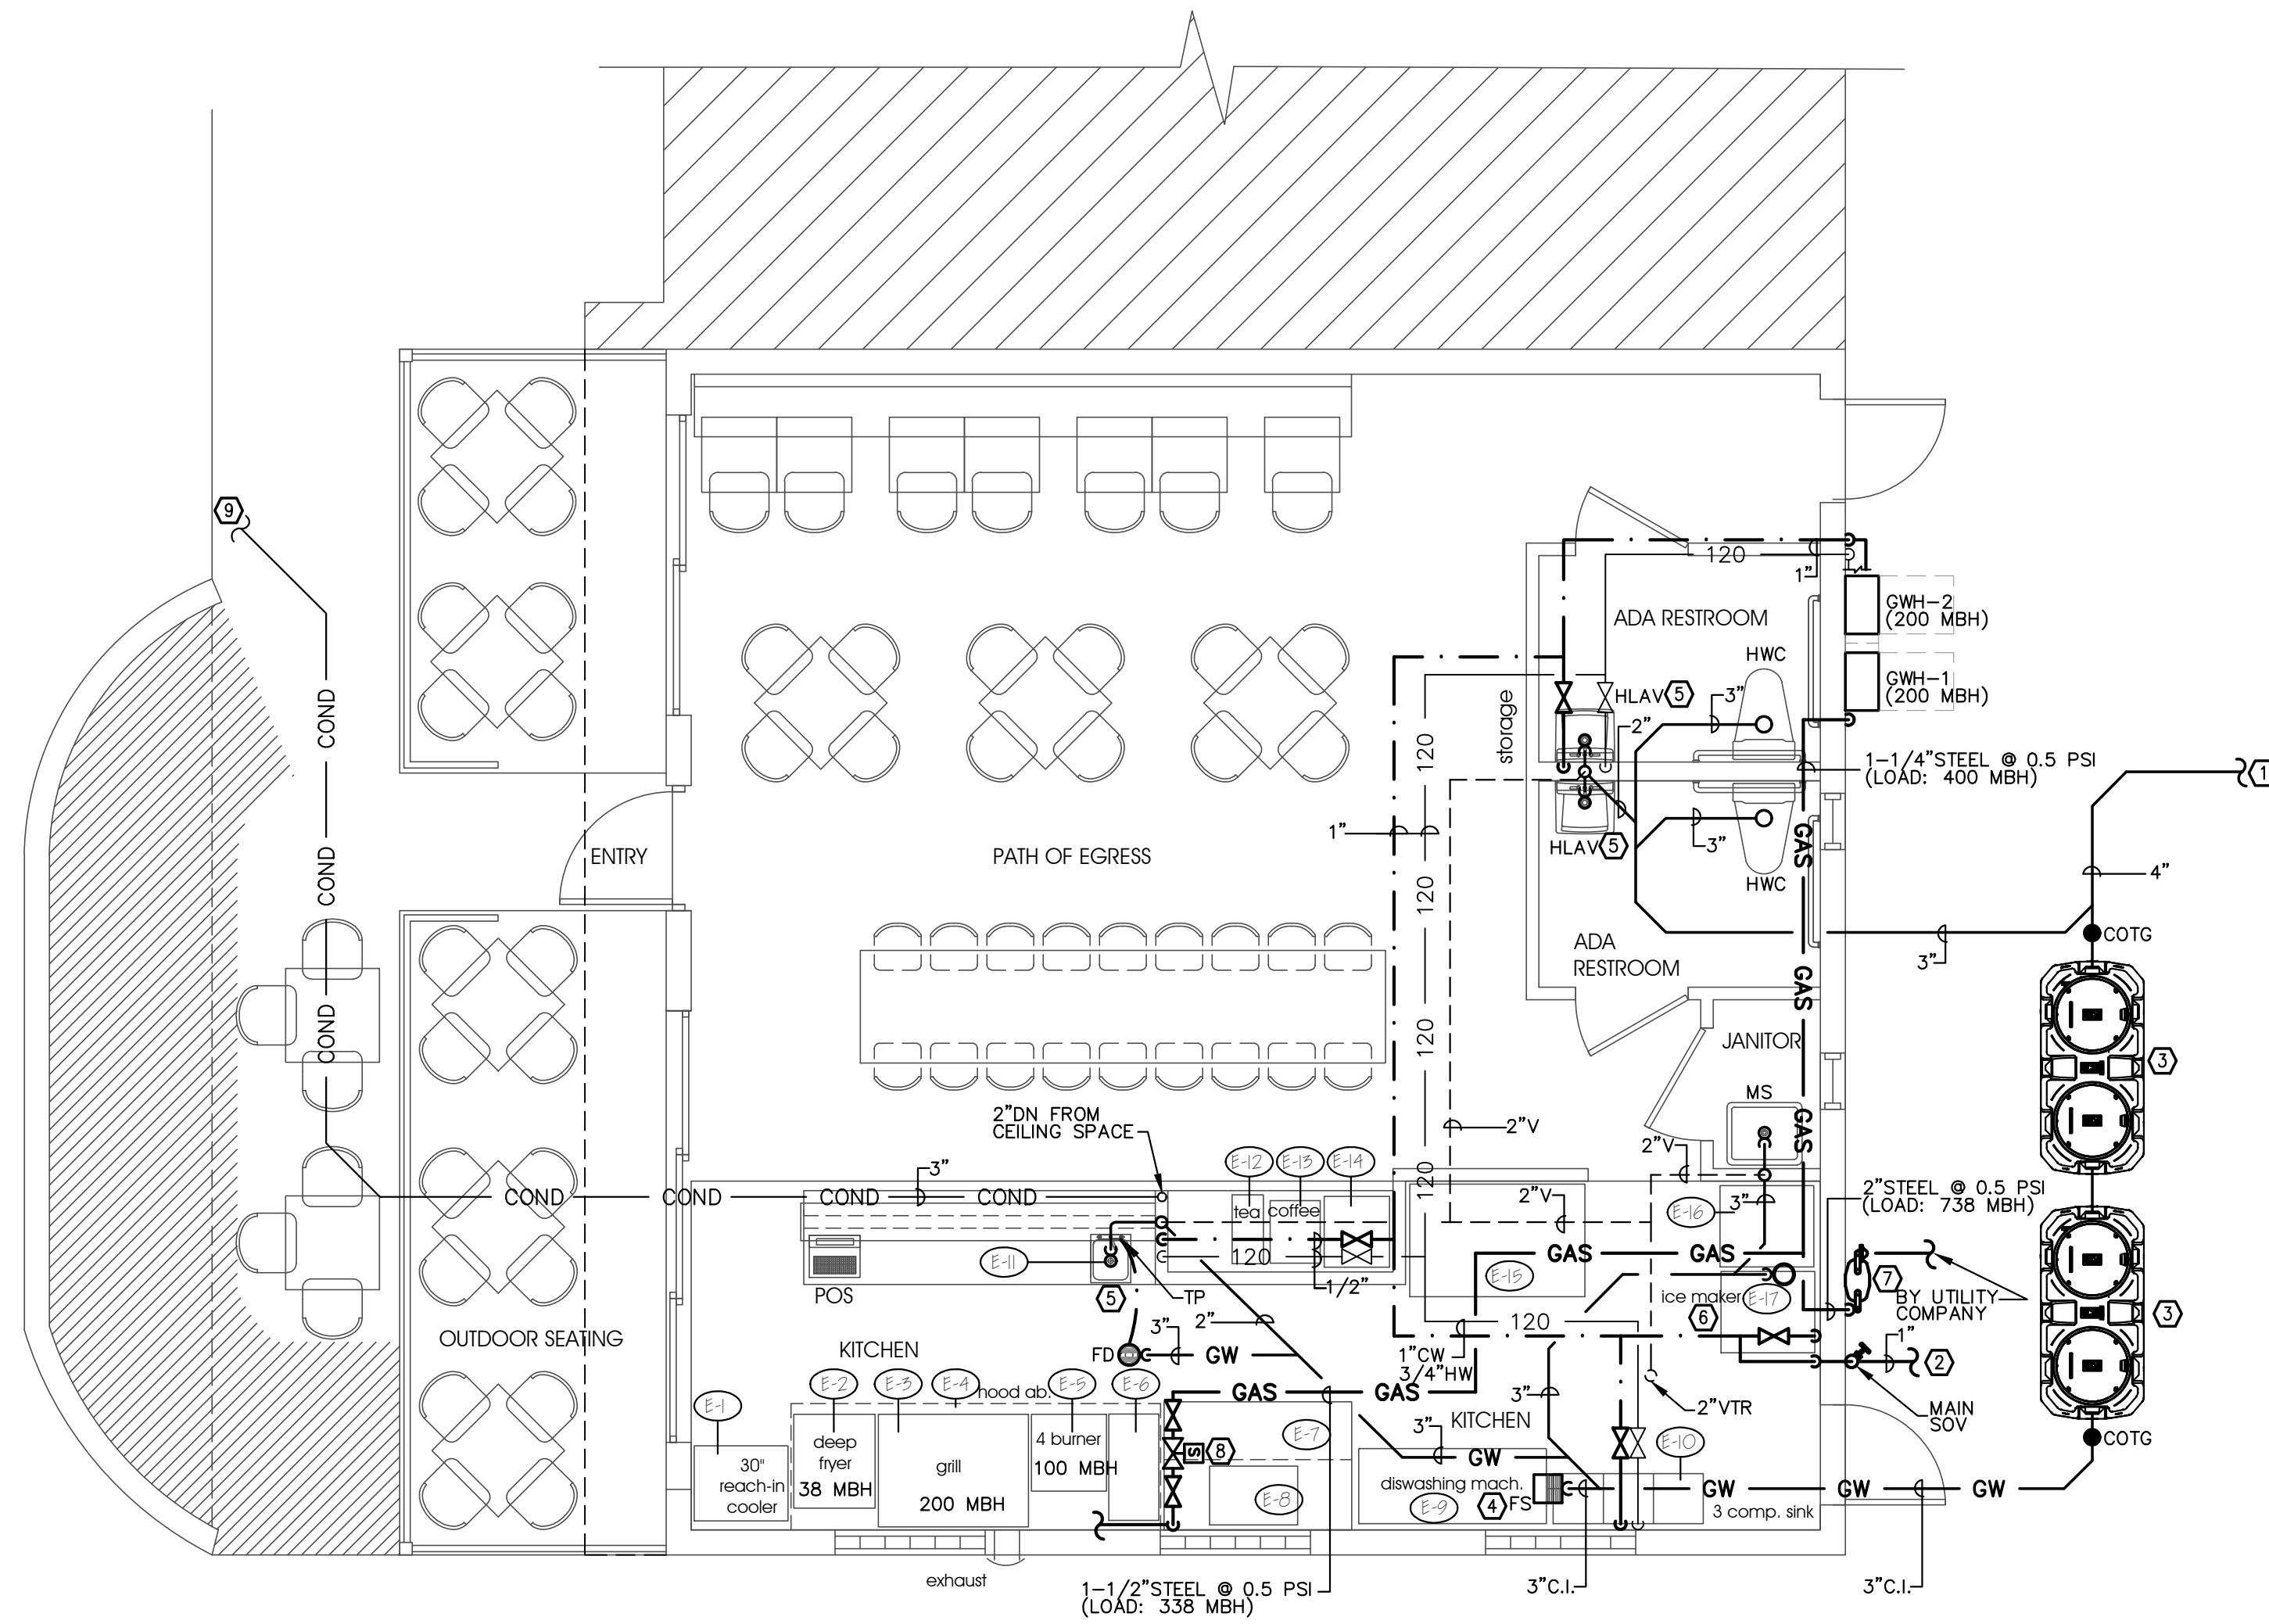 9
COND
COND
COND
ENTRY
OUTDOOR SEATING
PATH OF EGRESS
1"
120
120
120
120
storage
120
1"
ADA RESTROOM
HWC
HLAV
5
3"
2"
HLAV
5
3"
HWC
ADA
RESTROOM
GWH-2
(200 MBH)
GWH-1
(200 MBH)
1-1/4"STEEL @ 0.5 PSI
(LOAD: 400 MBH)
1
4"
COTG
3"
GAS
GAS
GAS
JANITOR
MS
2"V
2"V
3
2"DN FROM
CEILING SPACE
3"
COND
COND
COND
COND
E-12
E-13
E-14
tea
coffee
2"V
E-16
3"
2"STEEL @ 0.5 PSI
(LOAD: 738 MBH)
E-11
120
1/2"
GAS
GAS
E-15
POS
5
TP
ice maker
E-17
6
7
BY UTILITY
COMPANY
3
KITCHEN
FD
3"
2"
GW
120
1"CW
3/4"HW
1"
2
E-1
E-2
E-3
E-4
hood ab.
E-5
E-6
GAS
GAS
3"
2"VTR
MAIN
SOV
30"
reach-in
cooler
deep
fryer
38 MBH
grill
200 MBH
4 burner
100 MBH
S
8
E-7
E-8
3"
KITCHEN
GW
E-10
COTG
diswashing mach.
E-9
4
FS
GW
GW
GW
3 comp. sink
exhaust
1-1/2"STEEL @ 0.5 PSI
(LOAD: 338 MBH)
3"C.I.
3"C.I.